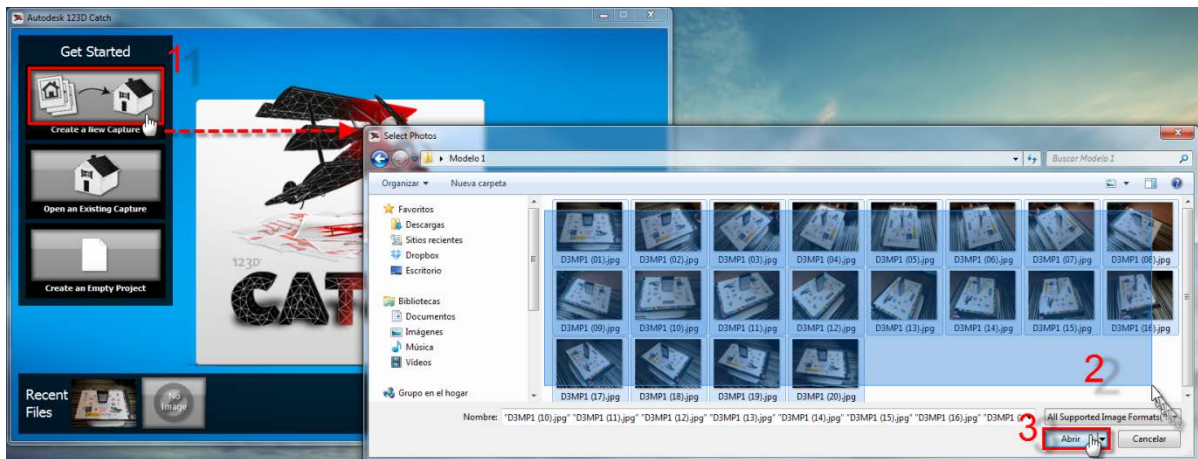 Autodesk 123D Catch
Get Started
1
Create a New Capture
Open an Existing Capture
Create an Empty Project
123D
CAT
Recent Files
No Image
Select Photos
Modelo 1
Buscar Modelo 1
Organizar
Nueva carpeta
Favoritos
Descargas
Sitios recientes
Dropbox
Escritorio
Bibliotecas
Documentos
Imágenes
Música
Vídeos
Grupo en el hogar
D3MP1 (01).jpg D3MP1 (02).jpg D3MP1 (03).jpg D3MP1 (04).jpg D3MP1 (05).jpg D3MP1 (06).jpg D3MP1 (07).jpg D3MP1 (08).jpg
D3MP1 (09).jpg D3MP1 (10).jpg D3MP1 (11).jpg D3MP1 (12).jpg D3MP1 (13).jpg D3MP1 (14).jpg D3MP1 (15).jpg D3MP1 (16).jpg
D3MP1 (17).jpg D3MP1 (18).jpg D3MP1 (19).jpg D3MP1 (20).jpg
2
Nombre: "D3MP1 (10).jpg" "D3MP1 (11).jpg" "D3MP1 (12).jpg" "D3MP1 (13).jpg" "D3MP1 (14).jpg" "D3MP1 (15).jpg" "D3MP1 (16).jpg" "D3MP1
All Supported Image Formats(
3
Abrir
Cancelar